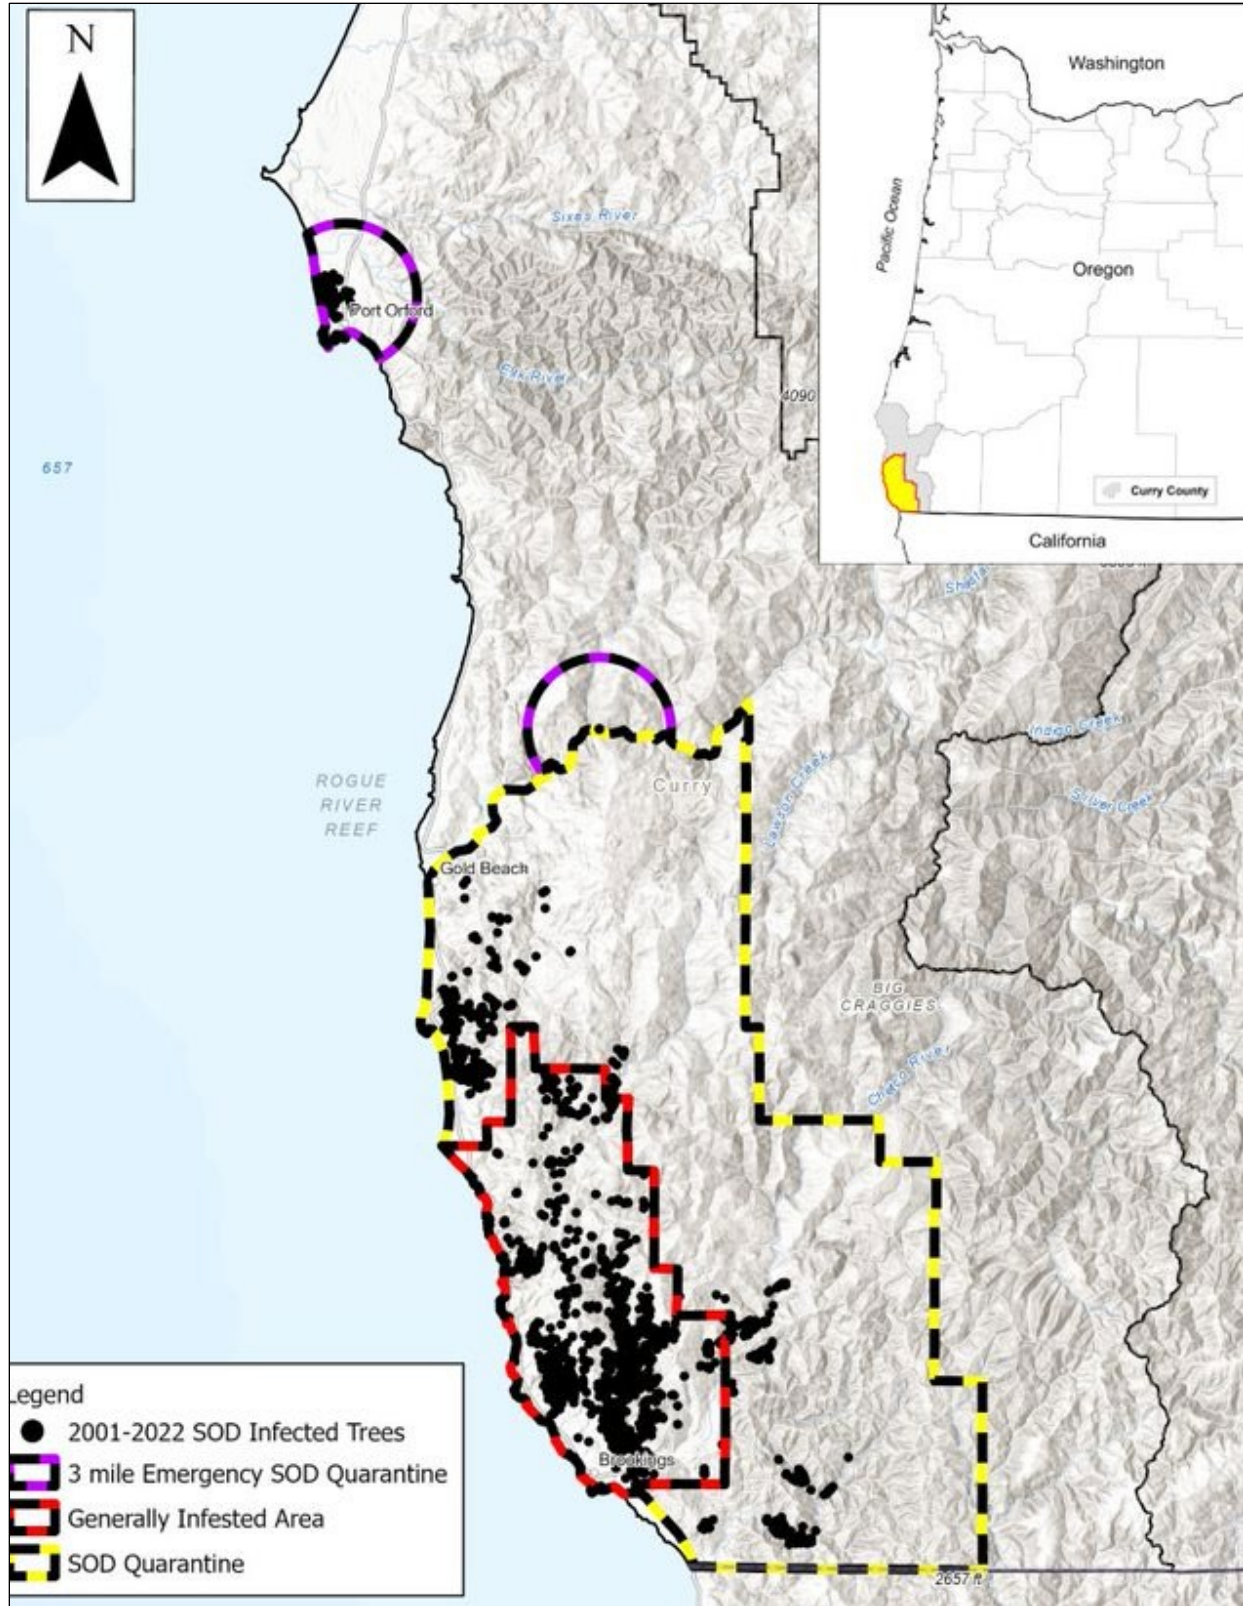 N
Washington
Pacific Ocean
Oregon
Curry County
California
Sixes River
Port Orford
Elk River
4090
657
Indigo Creek
Silver Creek
ROGUE
RIVER
REEF
Curry
Lawson Creek
Gold Beach
BIG
CRAGGIES
Chetco River
Brookings
2657 ft
Legend
2001-2022 SOD Infected Trees
3 mile Emergency SOD Quarantine
Generally Infested Area
SOD Quarantine